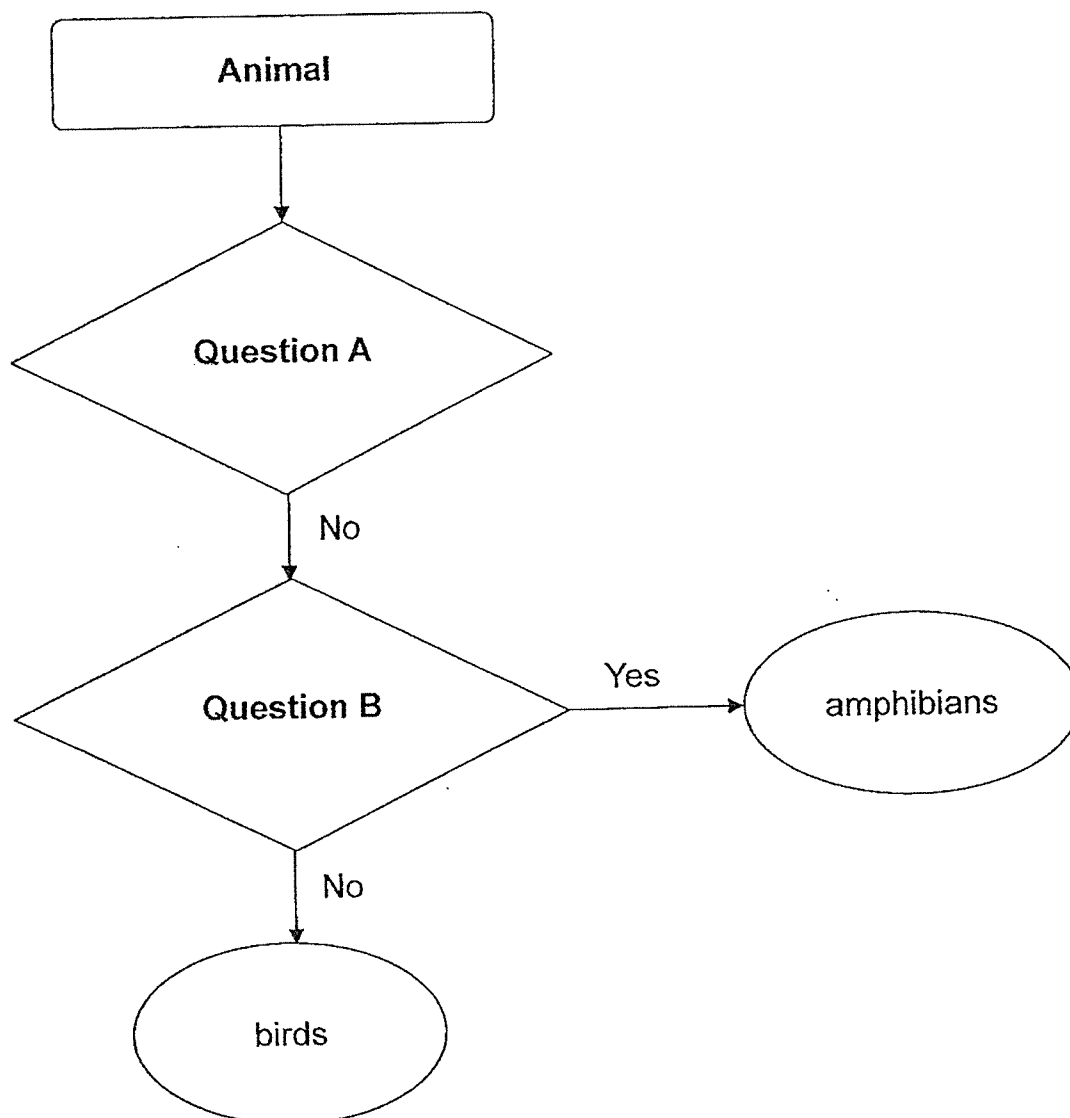 Animal
Question A
No
Question B
Yes
amphibians
No
birds